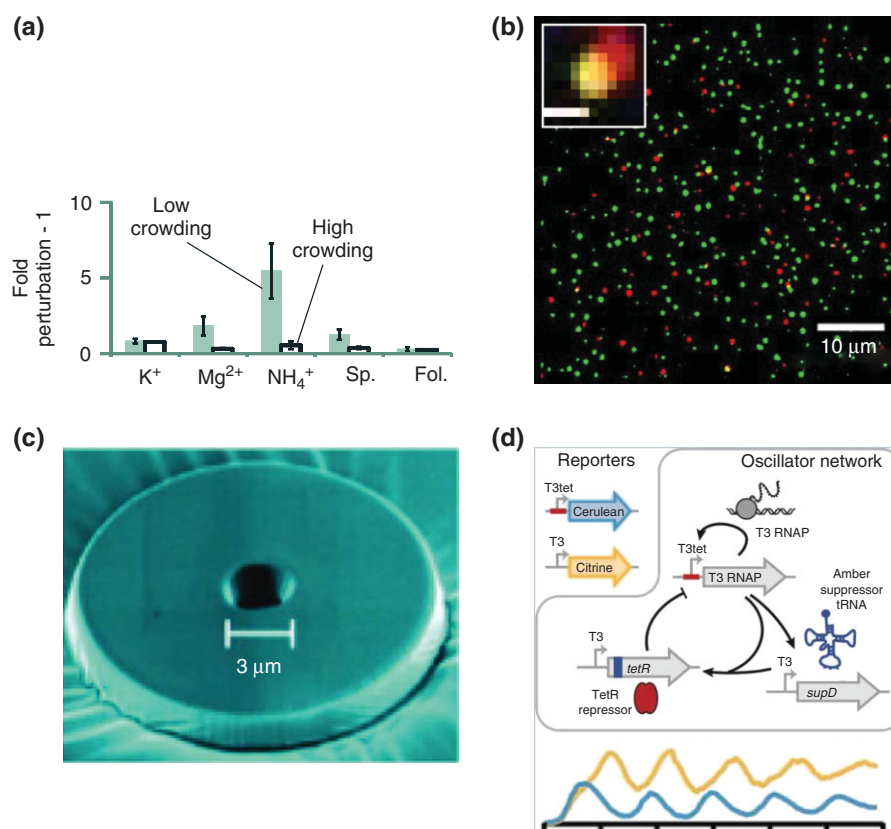 (a)
10
5
0
Fold
perturbation - 1
Low
crowding
High
crowding
K⁺
Mg²⁺
NH₄⁺
Sp.
Fol.
(b)
10 μm
(c)
3 μm
(d)
Reporters
T3tet
Cerulean
T3
Citrine
Oscillator network
T3 RNAP
T3tet
T3 RNAP
Amber
suppressor
tRNA
T3
tetR
TetR
repressor
T3
supD